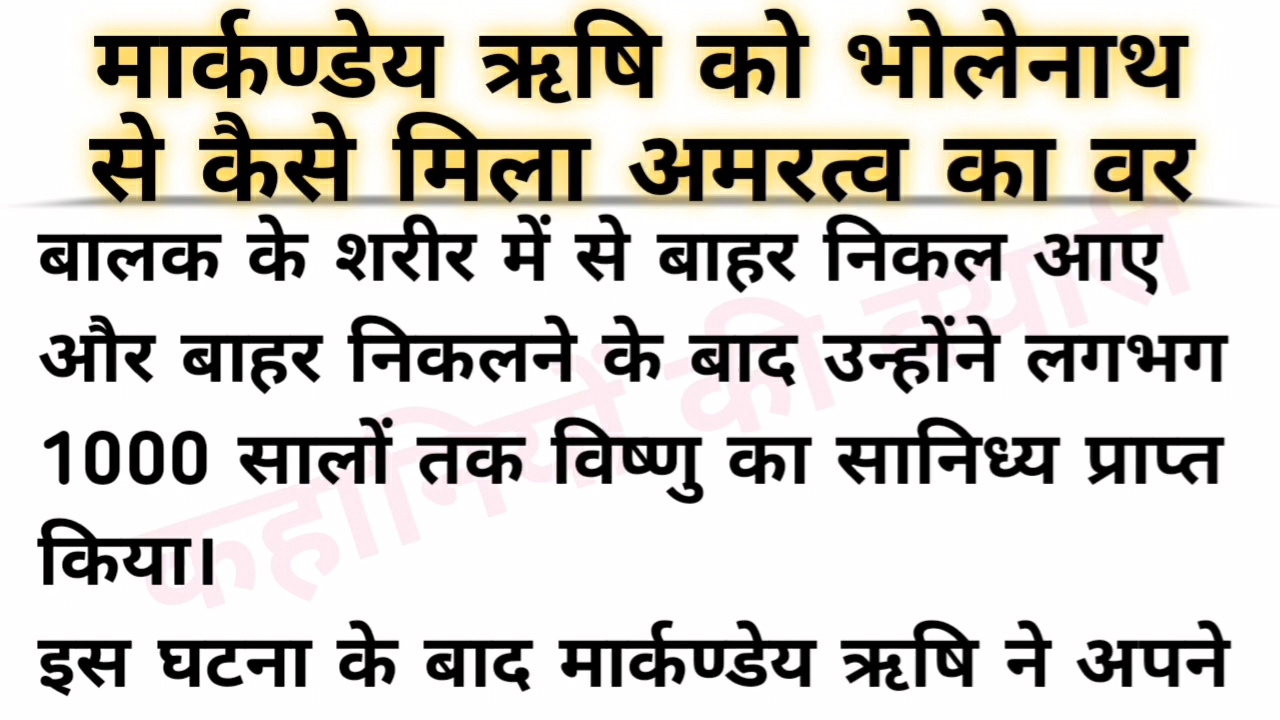 मार्कण्डेय ऋषि को भोलेनाथ
से कैसे मिला अमरत्व का वर
बालक के शरीर में से बाहर निकल आए
और बाहर निकलने के बाद उन्होंने लगभग
1000 सालों तक विष्णु का सानिध्य प्राप्त
किया।
इस घटना के बाद मार्कण्डेय ऋषि ने अपने
कहानियों की क्यारी